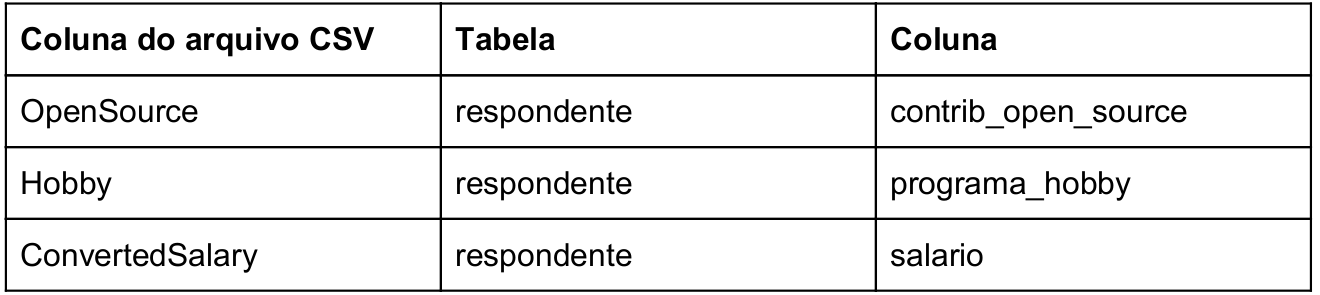 Coluna do arquivo CSV Tabela Coluna
OpenSource respondente contrib_open_source
Hobby respondente programa_hobby
ConvertedSalary respondente salario